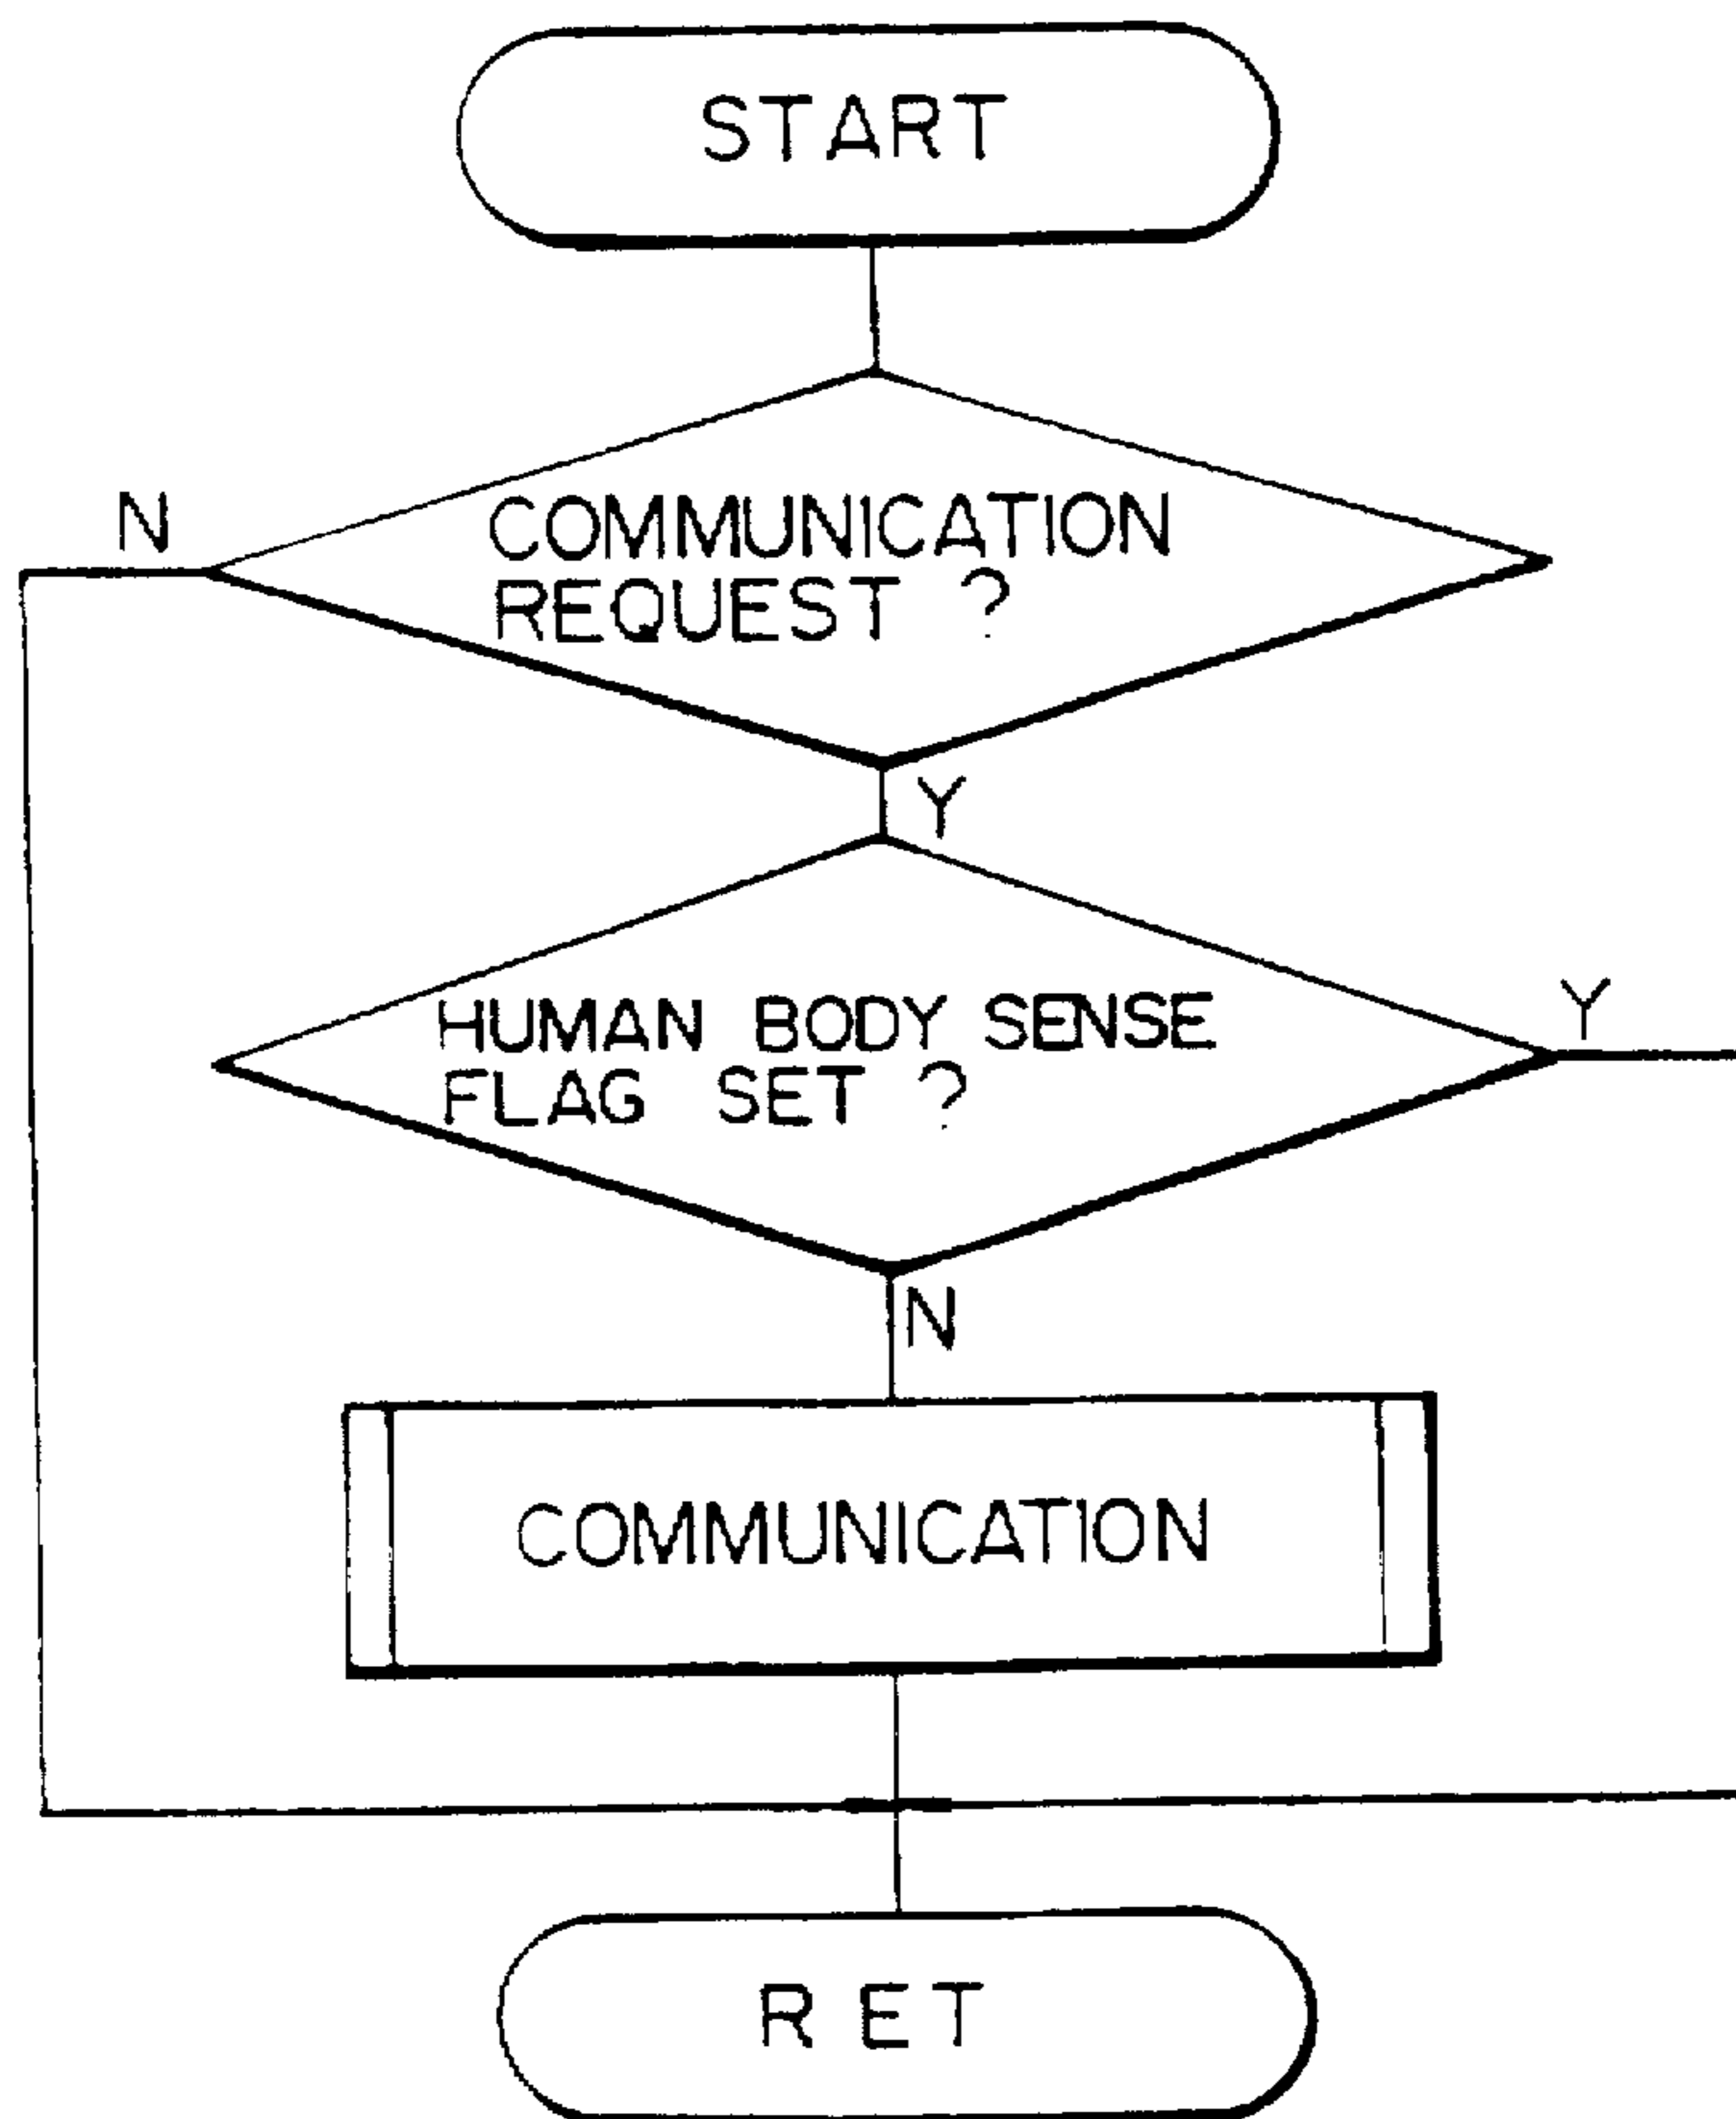 START
N
COMMUNICATION
REQUEST ?
Y
HUMAN BODY SENSE
FLAG SET ?
Y
N
COMMUNICATION
RET